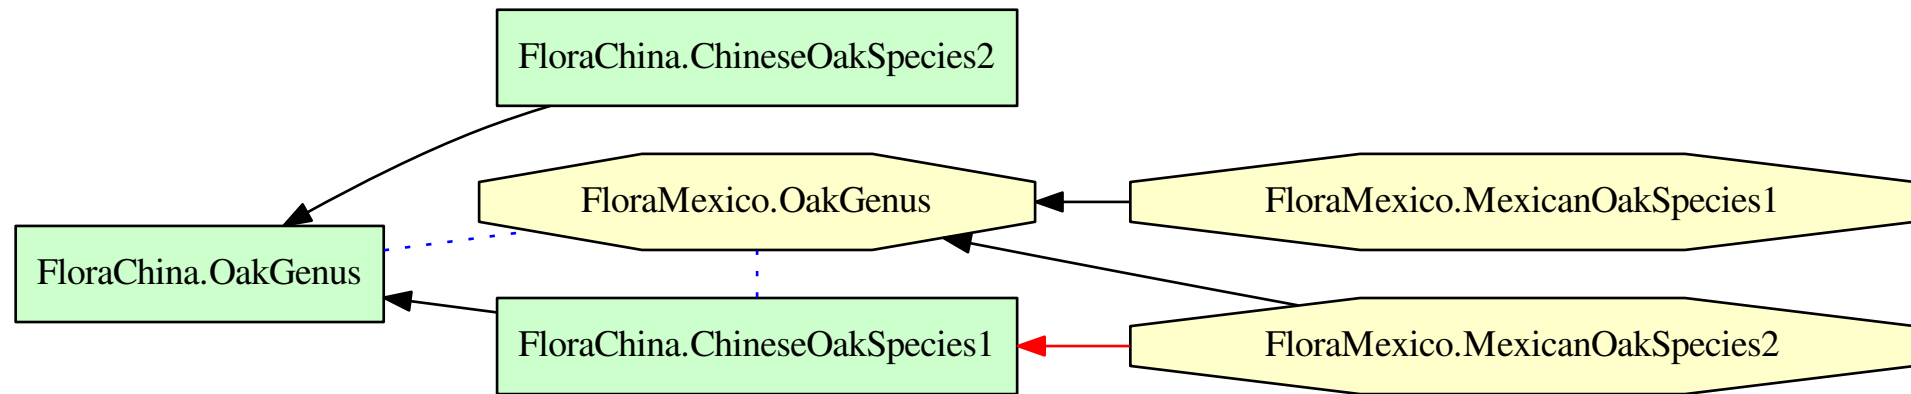 FloraChina.ChineseOakSpecies2
FloraMexico.OakGenus
FloraMexico.MexicanOakSpecies1
FloraChina.OakGenus
FloraChina.ChineseOakSpecies1
FloraMexico.MexicanOakSpecies2